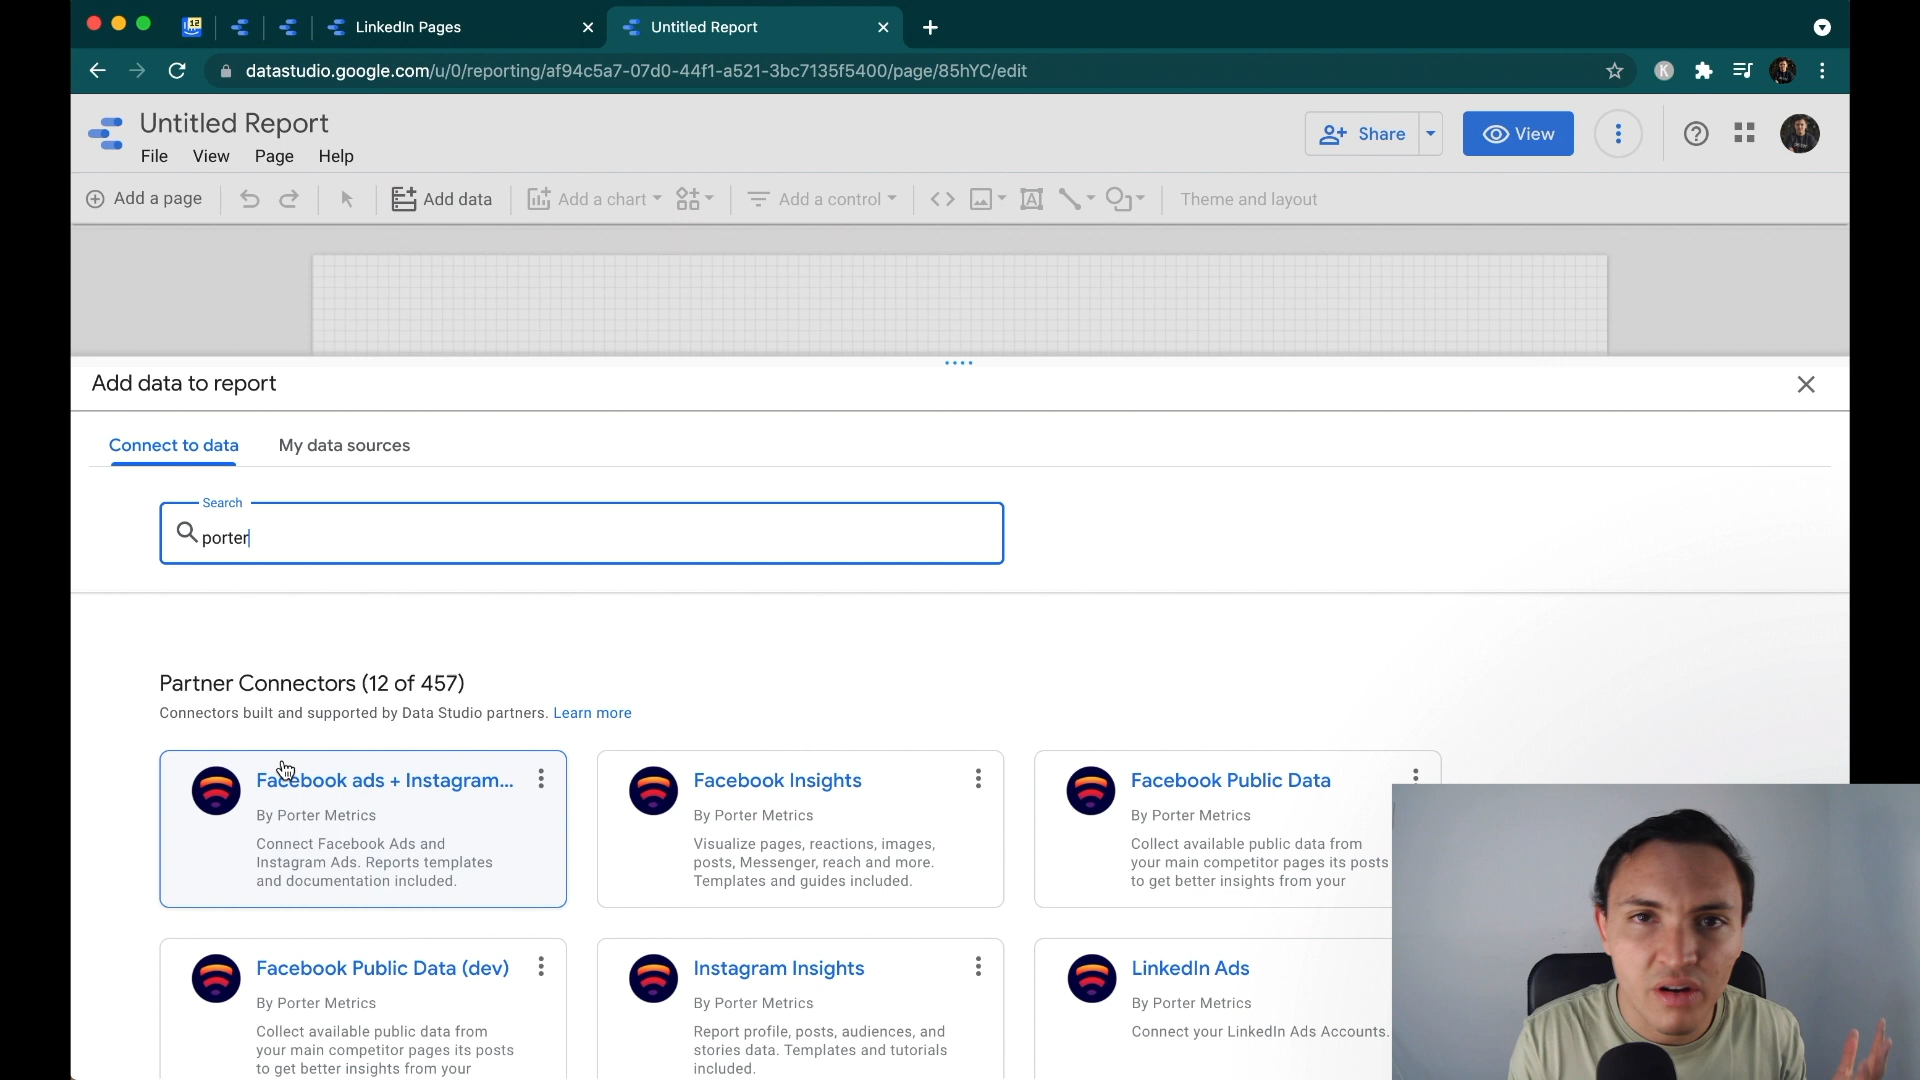 12
LinkedIn Pages
Untitled Report
datastudio.google.com/u/0/reporting/af94c5a7-07d0-44f1-a521-3bc7135f5400/page/85hYC/edit
K
Untitled Report
File View Page Help
Share
View
Add a page
Add data
Add a chart
Add a control
Theme and layout
Add data to report
Connect to data
My data sources
Search
porter
Partner Connectors (12 of 457)
Connectors built and supported by Data Studio partners. Learn more
Facebook ads + Instagram...
By Porter Metrics
Connect Facebook Ads and
Instagram Ads. Reports templates
and documentation included.
Facebook Insights
By Porter Metrics
Visualize pages, reactions, images,
posts, Messenger, reach and more.
Templates and guides included.
Facebook Public Data
By Porter Metrics
Collect available public data from
your main competitor pages its posts
to get better insights from your
Facebook Public Data (dev)
By Porter Metrics
Collect available public data from
your main competitor pages its posts
to get better insights from your
Instagram Insights
By Porter Metrics
Report profile, posts, audiences, and
stories data. Templates and tutorials
included.
LinkedIn Ads
By Porter Metrics
Connect your LinkedIn Ads Accounts.